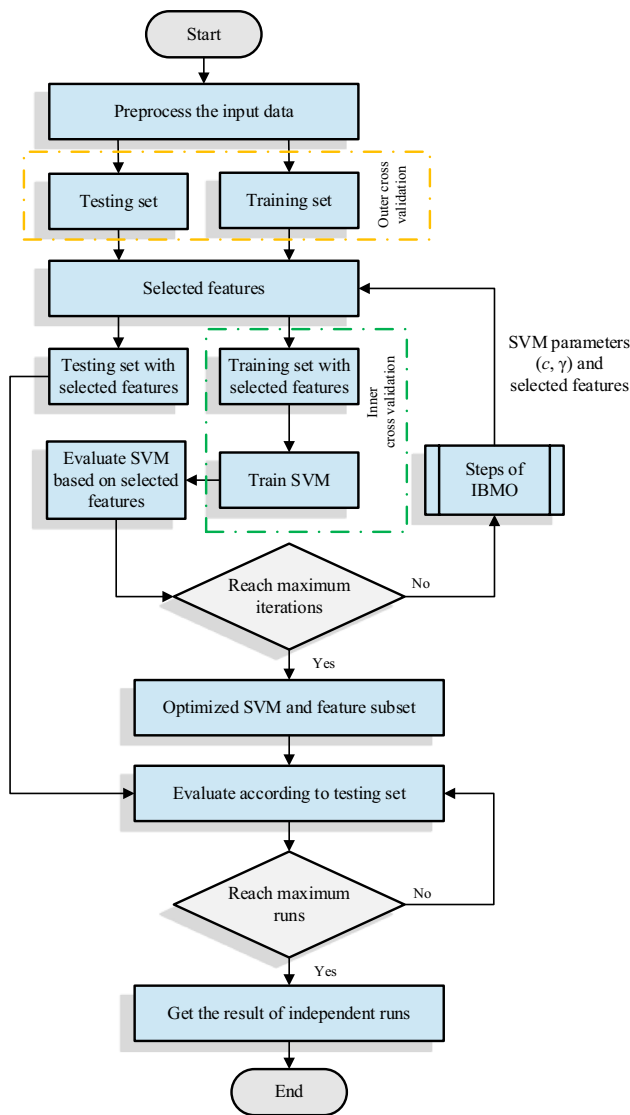 Start
Preprocess the input data
Testing set
Training set
Outer cross
validation
Selected features
Testing set with
selected features
Training set with
selected features
Inner
cross validation
SVM parameters
(c, γ) and
selected features
Evaluate SVM
based on selected
features
Train SVM
Steps of
IBMO
Reach maximum
iterations
No
Yes
Optimized SVM and feature subset
Evaluate according to testing set
Reach maximum
runs
No
Yes
Get the result of independent runs
End